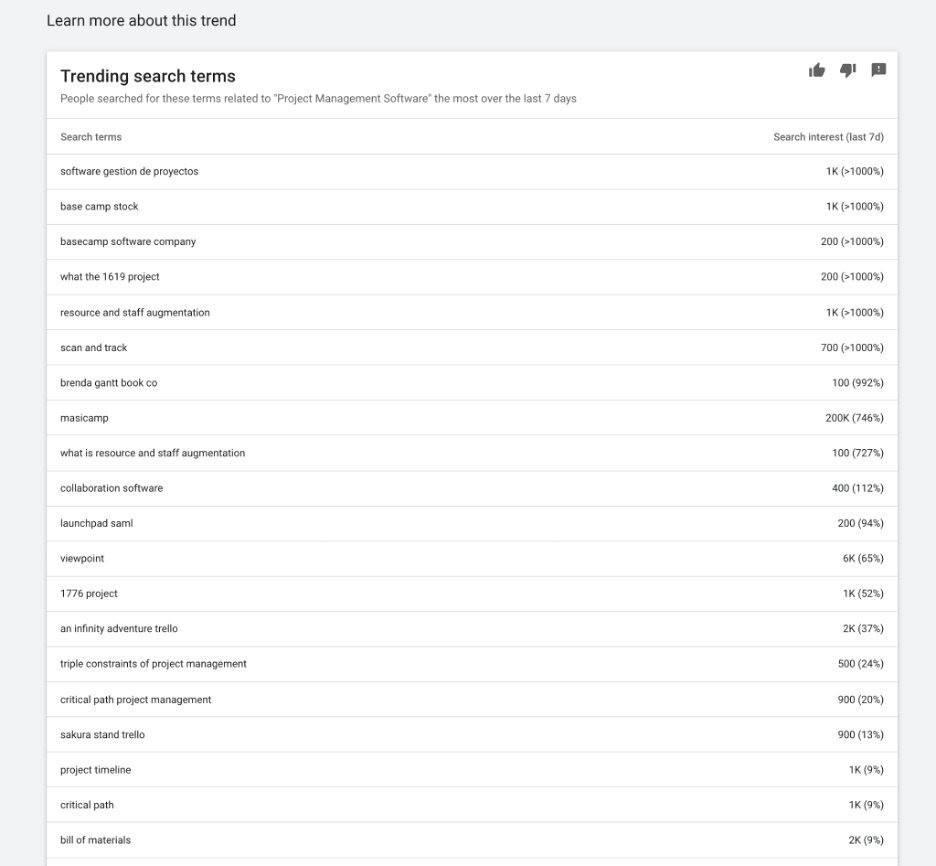 Learn more about this trend
Trending search terms
People searched for these terms related to "Project Management Software" the most over the last 7 days
Search terms Search interest (last 7d)
software gestion de proyectos 1K (>1000%)
base camp stock 1K (>1000%)
basecamp software company 200 (>1000%)
what the 1619 project 200 (>1000%)
resource and staff augmentation 1K (>1000%)
scan and track 700 (>1000%)
brenda gantt book co 100 (992%)
masicamp 200K (746%)
what is resource and staff augmentation 100 (727%)
collaboration software 400 (112%)
launchpad saml 200 (94%)
viewpoint 6K (65%)
1776 project 1K (52%)
an infinity adventure trello 2K (37%)
triple constraints of project management 500 (24%)
critical path project management 900 (20%)
sakura stand trello 900 (13%)
project timeline 1K (9%)
critical path 1K (9%)
bill of materials 2K (9%)